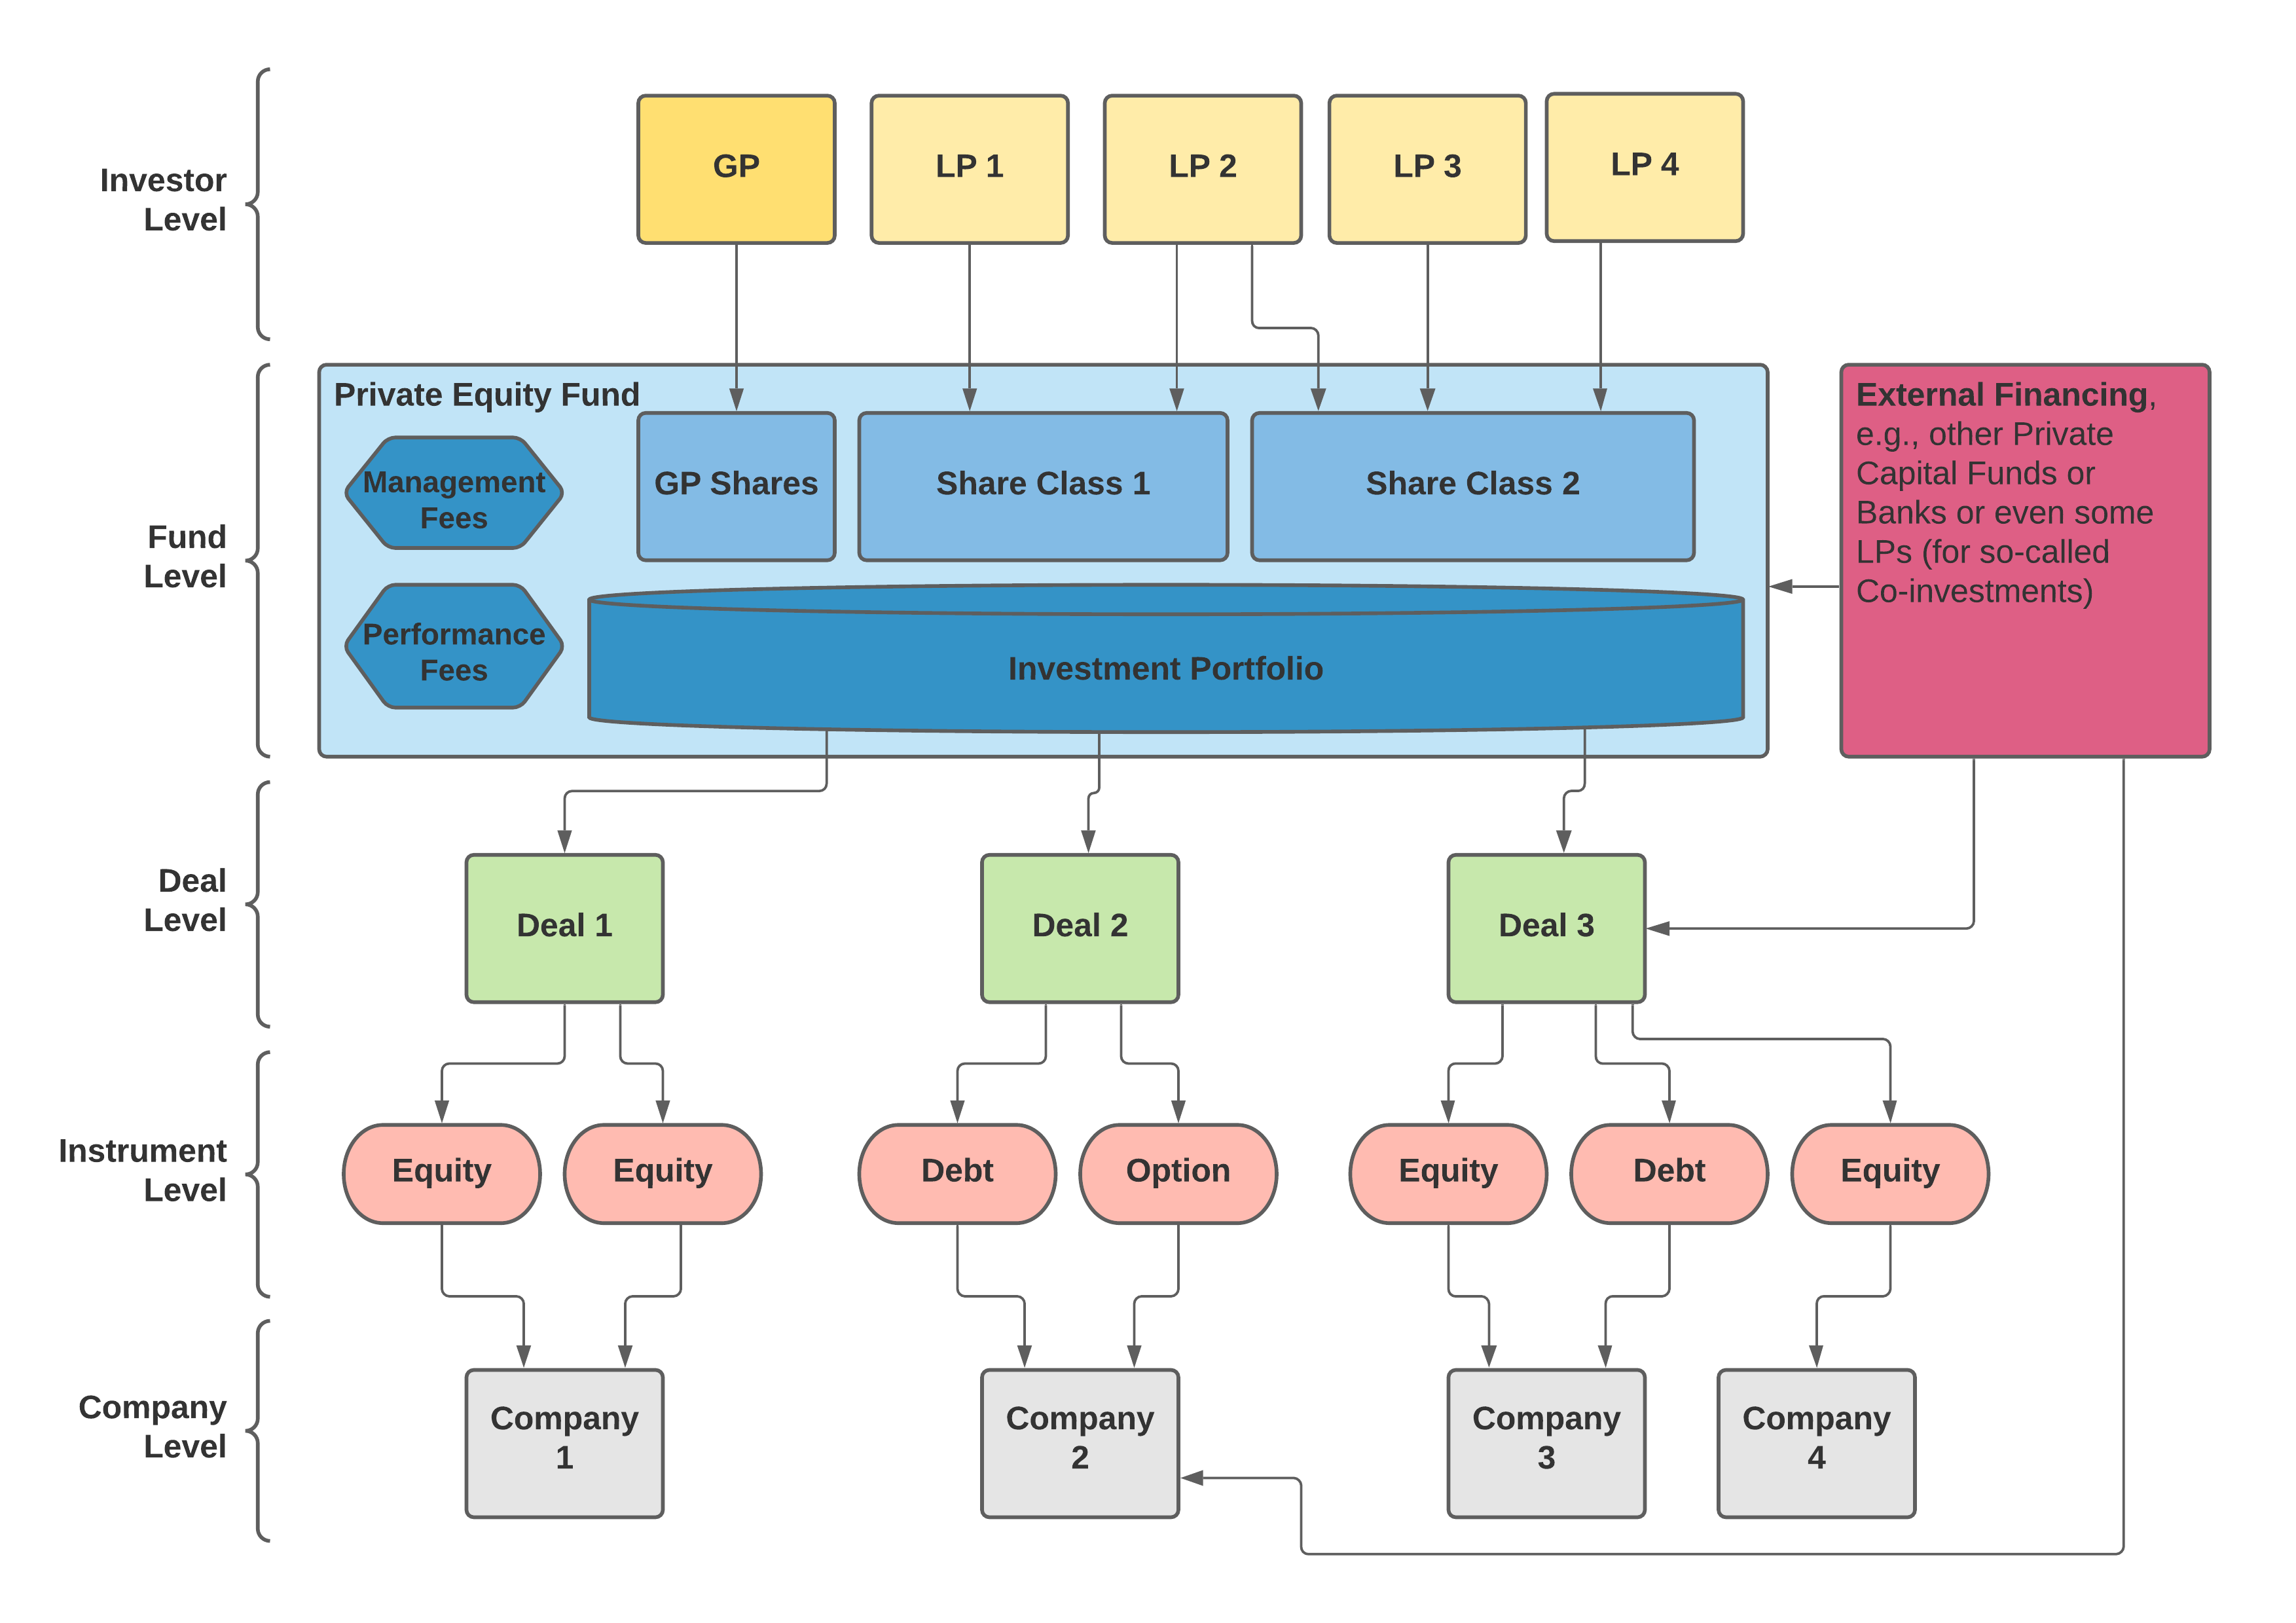 Investor
Level
GP
LP 1
LP 2
LP 3
LP 4
Fund
Level
Private Equity Fund
Management
Fees
Performance
Fees
GP Shares
Share Class 1
Share Class 2
Investment Portfolio
External Financing,
e.g., other Private
Capital Funds or
Banks or even some
LPs (for so-called
Co-investments)
Deal
Level
Deal 1
Deal 2
Deal 3
Instrument
Level
Equity
Equity
Debt
Option
Equity
Debt
Equity
Company
Level
Company
1
Company
2
Company
3
Company
4